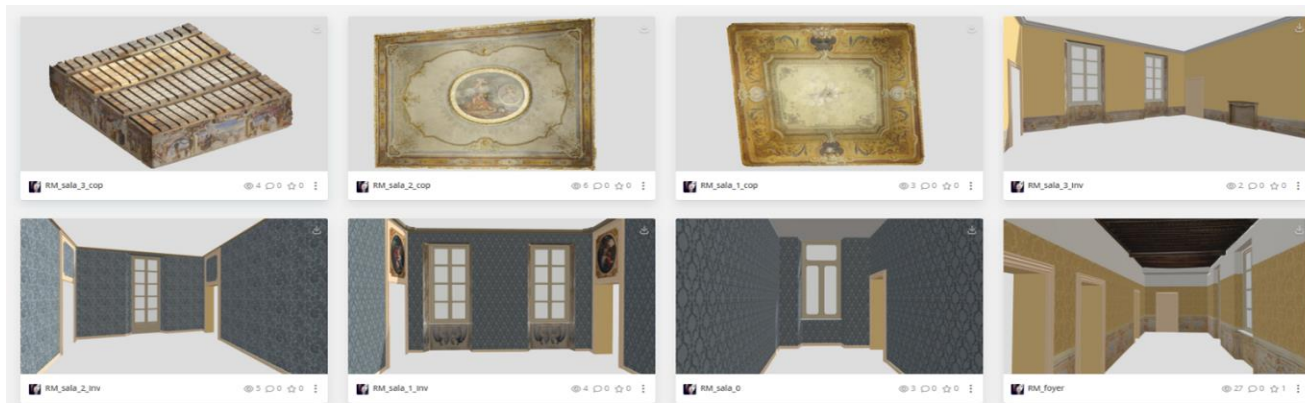 RM_sala_3_cop 4 0 0
RM_sala_2_cop 6 0 0
RM_sala_1_cop 3 0 0
RM_sala_3_Inv 2 0 0
RM_sala_2_Inv 5 0 0
RM_sala_1_Inv 4 0 0
RM_sala_0 3 0 0
RM_foyer 27 0 1